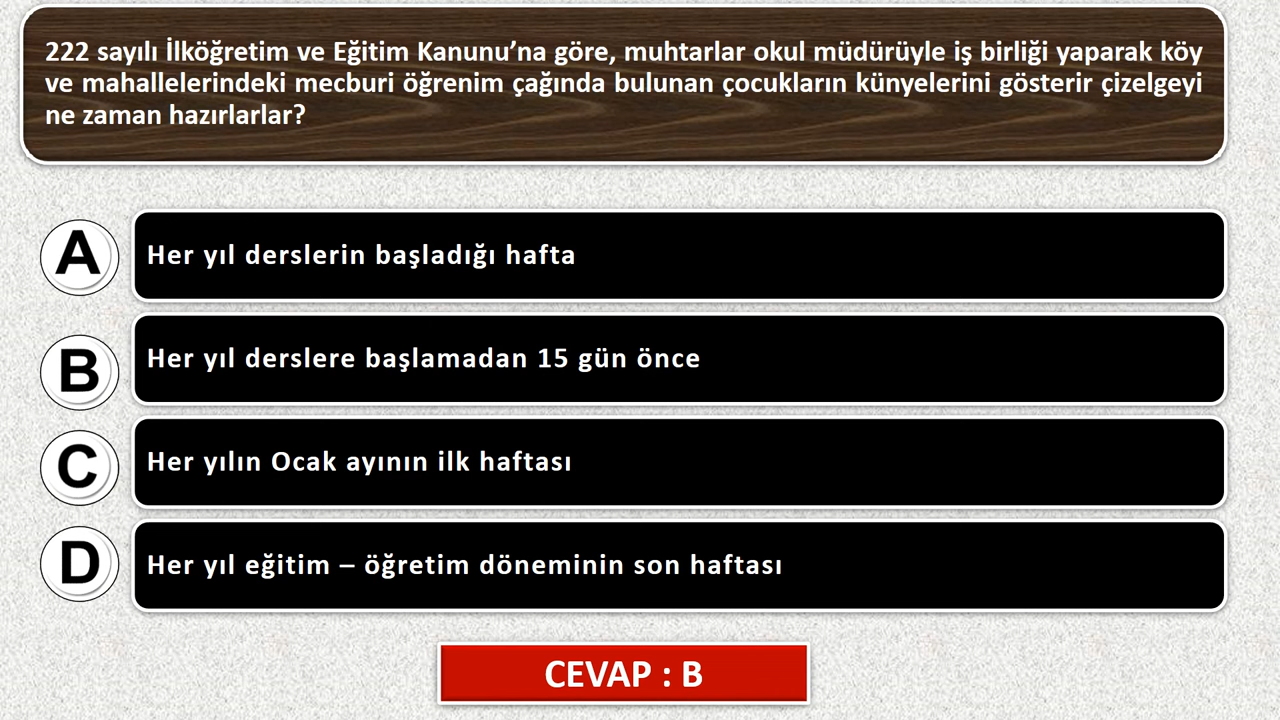 222 sayılı İlköğretim ve Eğitim Kanunu’na göre, muhtarlar okul müdürüyle iş birliği yaparak köy
ve mahallelerindeki mecburi öğrenim çağında bulunan çocukların künyelerini gösterir çizelgeyi
ne zaman hazırlarlar?
A
Her yıl derslerin başladığı hafta
B
Her yıl derslere başlamadan 15 gün önce
C
Her yılın Ocak ayının ilk haftası
D
Her yıl eğitim – öğretim döneminin son haftası
CEVAP : B